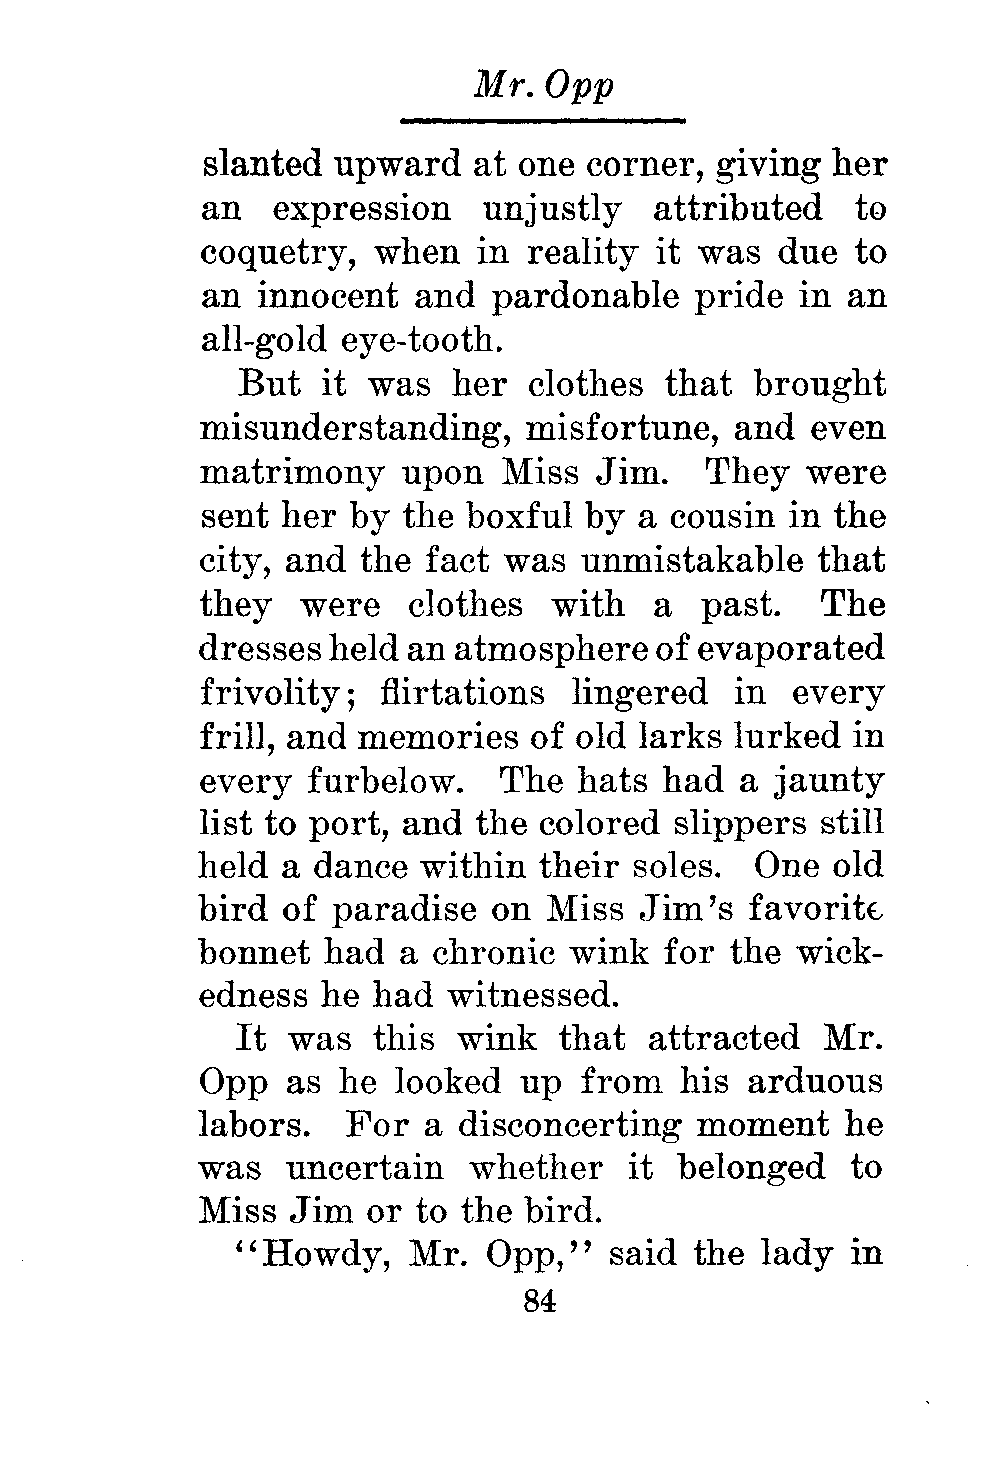 Mr. Opp
slanted upward at one corner, giving her
an expression unjustly attributed to
coquetry, when in reality it was due to
an innocent and pardonable pride in an
all-gold eye-tooth.
But it was her clothes that brought
misunderstanding, misfortune, and even
matrimony upon Miss Jim. They were
sent her by the boxful by a cousin in the
city, and the fact was unmistakable that
they were clothes with a past. The
dresses held an atmosphere of evaporated
frivolity; flirtations lingered in every
frill, and memories of old larks lurked in
every furbelow. The hats had a jaunty
list to port, and the colored slippers still
held a dance within their soles. One old
bird of paradise on Miss Jim's favorite
bonnet had a chronic wink for the wick-
edness he had witnessed.
It was this wink that attracted Mr.
Opp as he looked up from his arduous
labors. For a disconcerting moment he
was uncertain whether it belonged to
Miss Jim or to the bird.
"Howdy, Mr. Opp," said the lady in
84